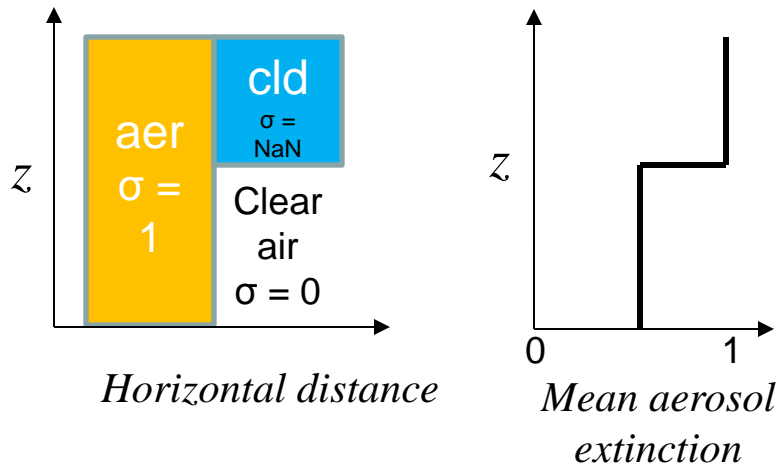 z
aer
σ =
1
cld
σ =
NaN
Clear
air
σ = 0
Horizontal distance
z
0
1
Mean aerosol
extinction